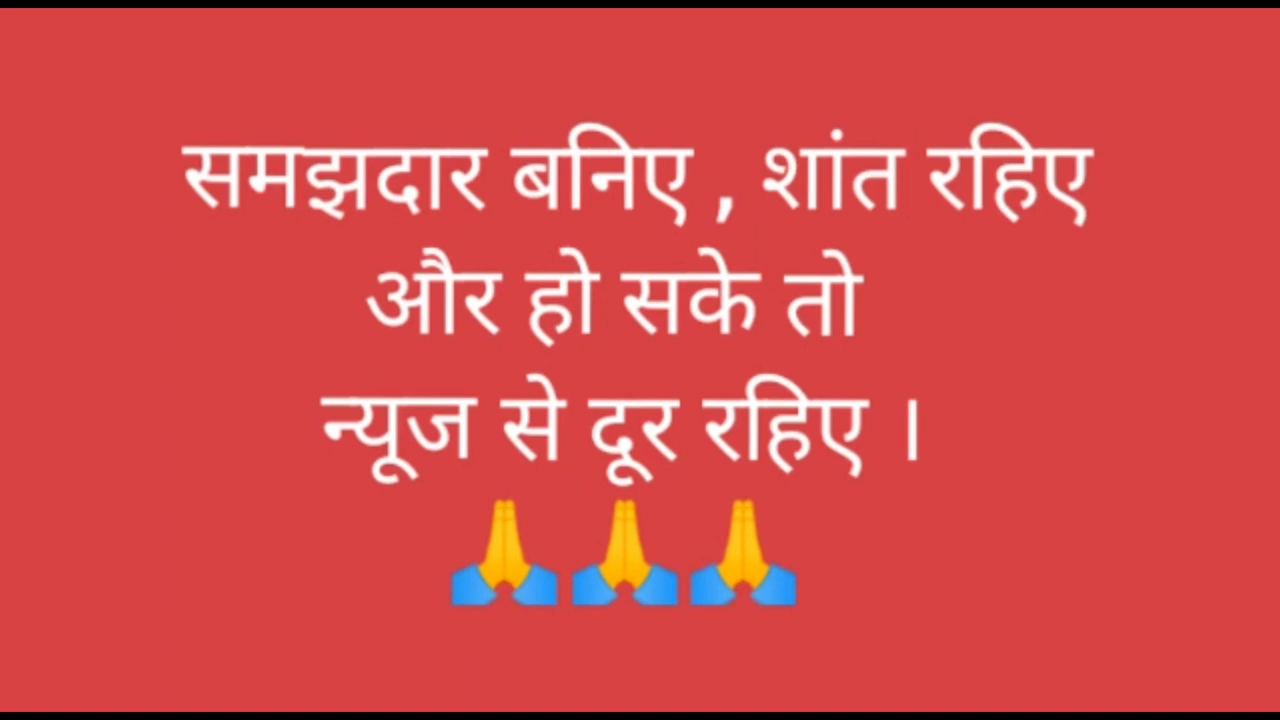 समझदार बनिए , शांत रहिए
और हो सके तो
न्यूज से दूर रहिए ।
🙏🙏🙏